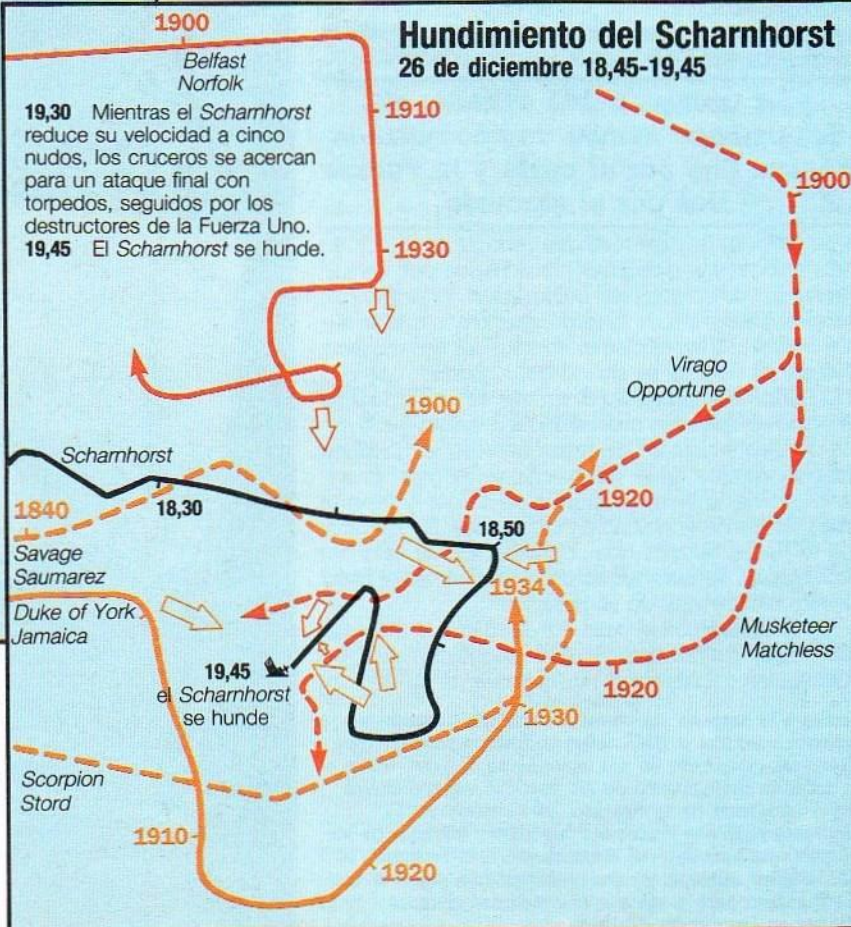 Hundimiento del Scharnhorst
26 de diciembre 18,45-19,45
1900
Belfast
Norfolk
19,30 Mientras el Scharnhorst
reduce su velocidad a cinco
nudos, los cruceros se acercan
para un ataque final con
torpedos, seguidos por los
destructores de la Fuerza Uno.
19,45 El Scharnhorst se hunde.
1910
1930
1900
Virago
Opportune
1900
Scharnhorst
18,30
1920
1840
18,50
Savage
Saumarez
1934
Duke of York
Jamaica
Musketeer
Matchless
19,45
el Scharnhorst
se hunde
1920
1930
Scorpion
Stord
1910
1920